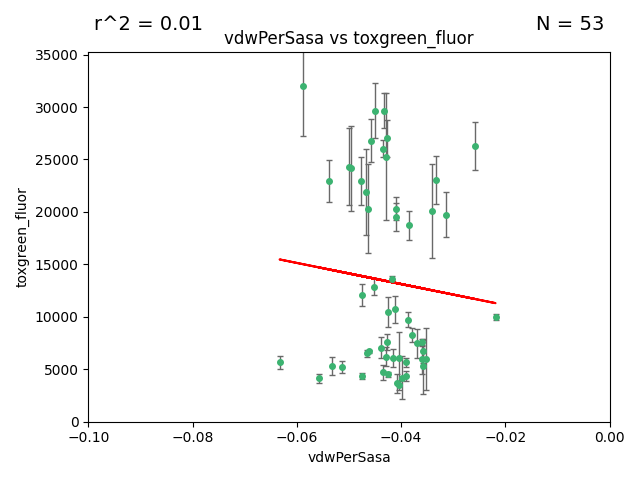 r^2 = 0.01
N = 53
vdwPerSasa vs toxgreen_fluor
35000
30000
25000
20000
15000
10000
5000
0
toxgreen_fluor
−0.10
−0.08
−0.06
−0.04
−0.02
0.00
vdwPerSasa